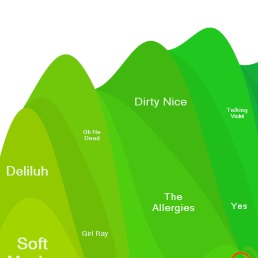 Dirty Nice
Talking
Violet
Oh He
Dead
Deliluh
The
Allergies
Yes
Girl Ray
Soft